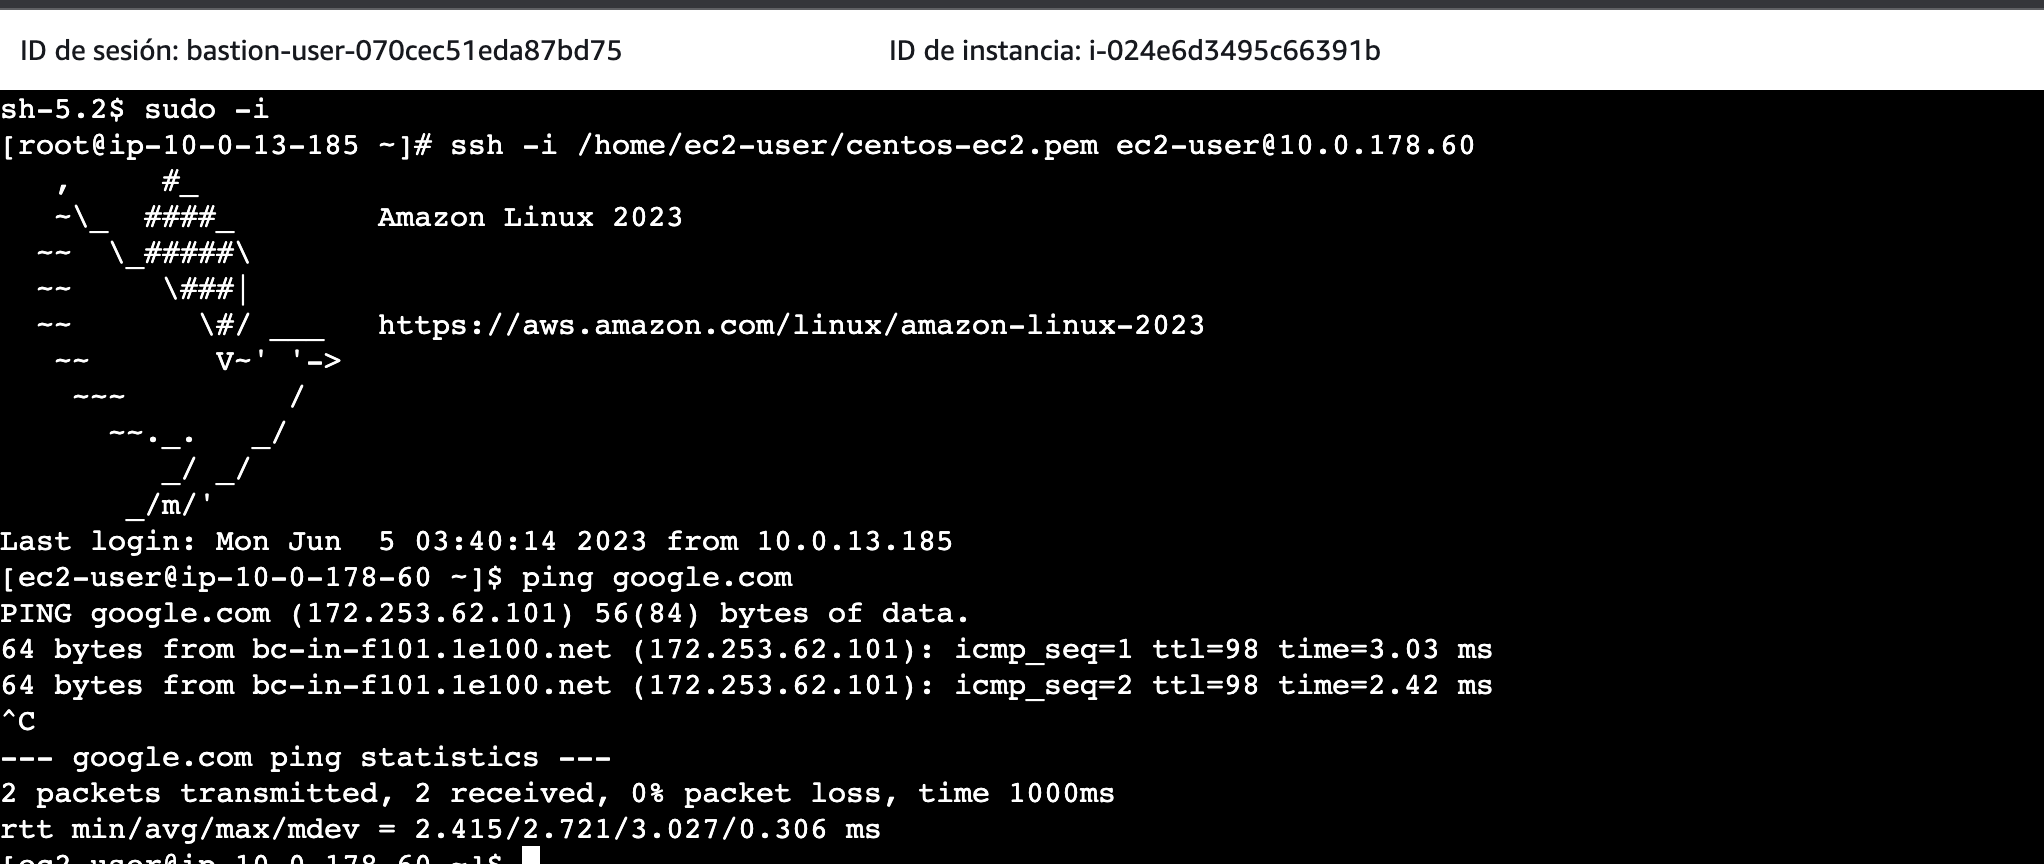 ID de sesión: bastion-user-070cec51eda87bd75 ID de instancia: i-024e6d3495c66391b
sh-5.2$ sudo -i
[root@ip-10-0-13-185 ~]# ssh -i /home/ec2-user/centos-ec2.pem ec2-user@10.0.178.60
   ,     #_
   ~\_  ####_        Amazon Linux 2023
  ~~  \_#####\
  ~~     \###|
  ~~       \#/ ___   https://aws.amazon.com/linux/amazon-linux-2023
   ~~       V~' '->
    ~~~         /
      ~~._.   _/
         _/ _/
       _/m/'
Last login: Mon Jun  5 03:40:14 2023 from 10.0.13.185
[ec2-user@ip-10-0-178-60 ~]$ ping google.com
PING google.com (172.253.62.101) 56(84) bytes of data.
64 bytes from bc-in-f101.1e100.net (172.253.62.101): icmp_seq=1 ttl=98 time=3.03 ms
64 bytes from bc-in-f101.1e100.net (172.253.62.101): icmp_seq=2 ttl=98 time=2.42 ms
^C
--- google.com ping statistics ---
2 packets transmitted, 2 received, 0% packet loss, time 1000ms
rtt min/avg/max/mdev = 2.415/2.721/3.027/0.306 ms
[ec2-user@ip-10-0-178-60 ~]$